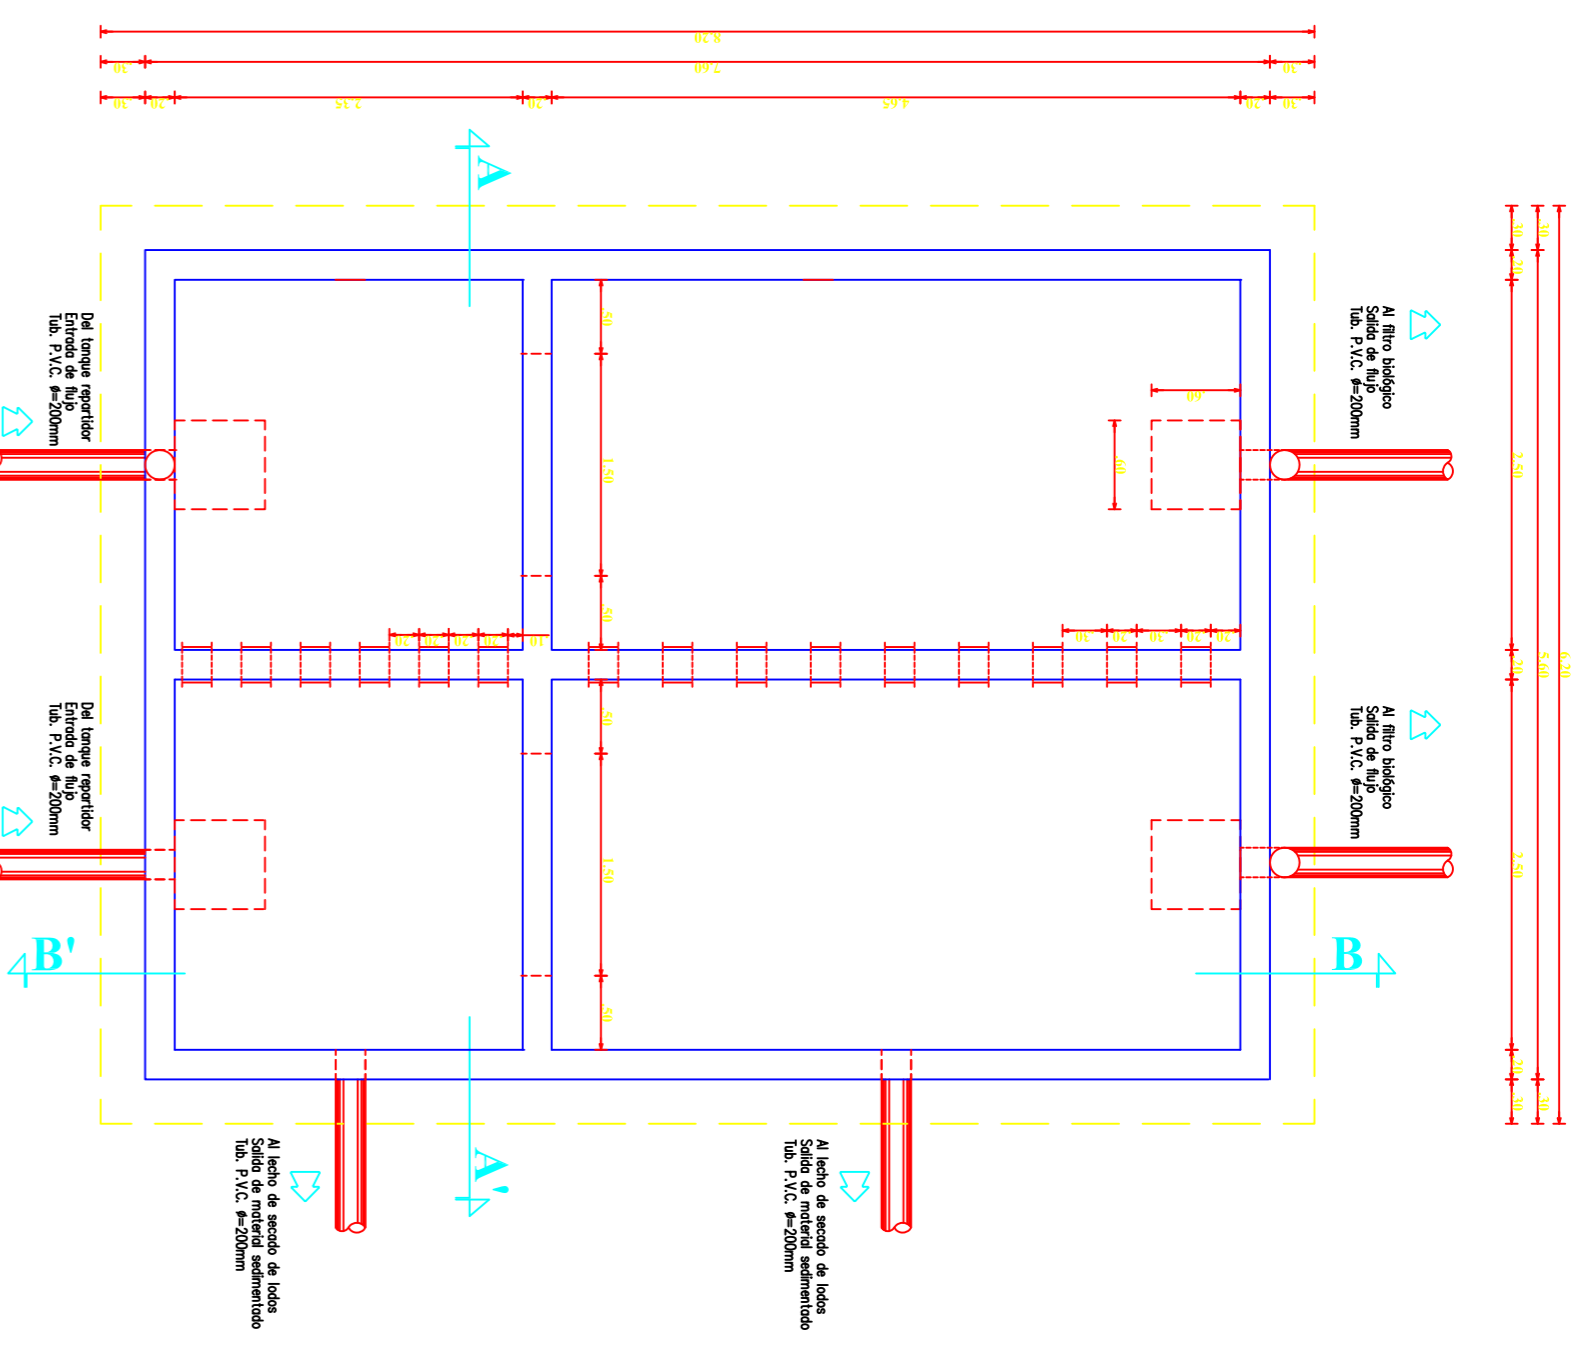 8.20
.30
7.60
.30
.30
.20
2.35
.20
4.65
.20
.30
A
Al filtro biológico
Salida de flujo
Tub. P.V.C. ø=200mm
Del tanque repartidor
Entrada de flujo
Tub. P.V.C. ø=200mm
.50
1.50
.50
.60
.60
.20
.20
.20
.20
.10
.30
.20
.30
.20
.20
Al filtro biológico
Salida de flujo
Tub. P.V.C. ø=200mm
Del tanque repartidor
Entrada de flujo
Tub. P.V.C. ø=200mm
.50
1.50
.50
B'
B
A'
Al lecho de secado de lodos
Salida de material sedimentado
Tub. P.V.C. ø=200mm
Al lecho de secado de lodos
Salida de material sedimentado
Tub. P.V.C. ø=200mm
.30
.20
2.50
.20
2.50
.20
.30
.30
5.60
.30
6.20